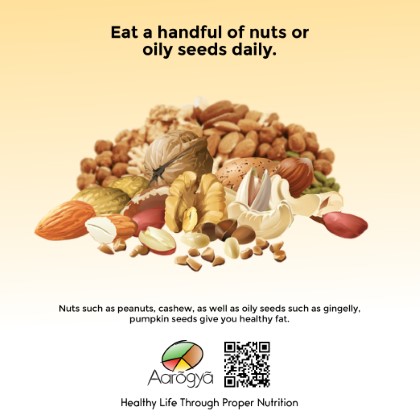 Eat a handful of nuts or
oily seeds daily.
Nuts such as peanuts, cashew, as well as oily seeds such as gingelly,
pumpkin seeds give you healthy fat.
Aarōgyā
Healthy Life Through Proper Nutrition